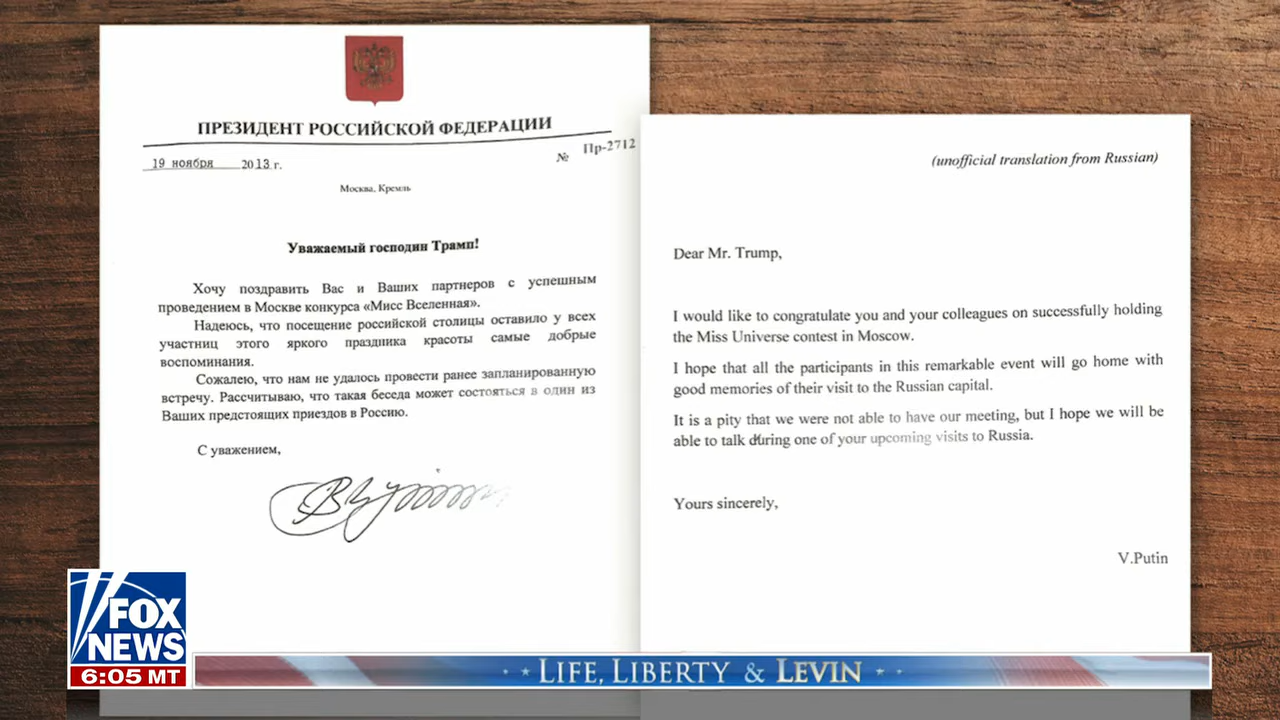 ПРЕЗИДЕНТ РОССИЙСКОЙ ФЕДЕРАЦИИ
19 ноября 2013 г.
№ Пр-2712
Москва, Кремль
Уважаемый господин Трамп!
Хочу поздравить Вас и Ваших партнеров с успешным
проведением в Москве конкурса «Мисс Вселенная».
Надеюсь, что посещение российской столицы оставило у всех
участниц этого яркого праздника красоты самые добрые
воспоминания.
Сожалею, что нам не удалось провести ранее запланированную
встречу. Рассчитываю, что такая беседа может состояться в один из
Ваших предстоящих приездов в Россию.
С уважением,
(unofficial translation from Russian)
Dear Mr. Trump,
I would like to congratulate you and your colleagues on successfully holding
the Miss Universe contest in Moscow.
I hope that all the participants in this remarkable event will go home with
good memories of their visit to the Russian capital.
It is a pity that we were not able to have our meeting, but I hope we will be
able to talk during one of your upcoming visits to Russia.
Yours sincerely,
V.Putin
FOX
NEWS
6:05 MT
LIFE, LIBERTY & LEVIN